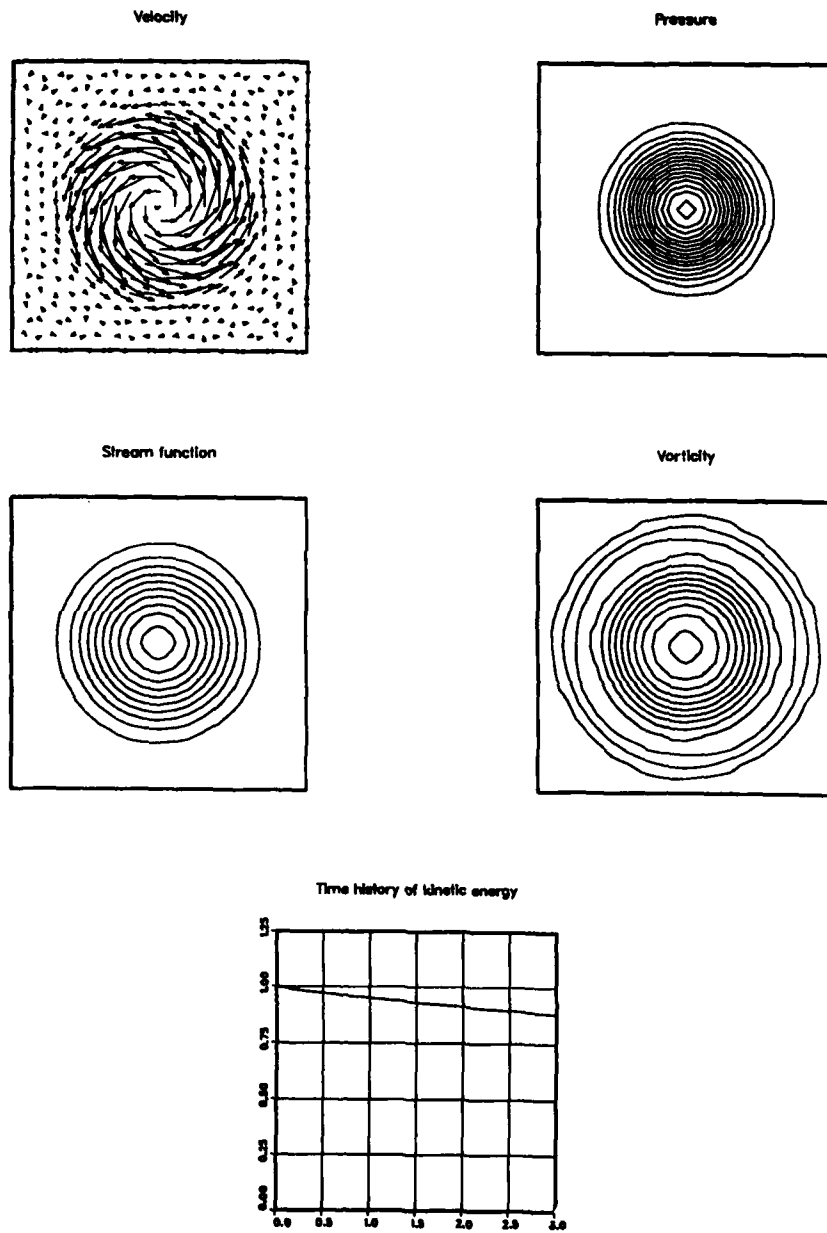 Velocity
Pressure
Stream function
Vorticity
Time history of kinetic energy
1.25
1.00
0.75
0.50
0.25
0.00
0.0 0.5 1.0 1.5 2.0 2.5 3.0